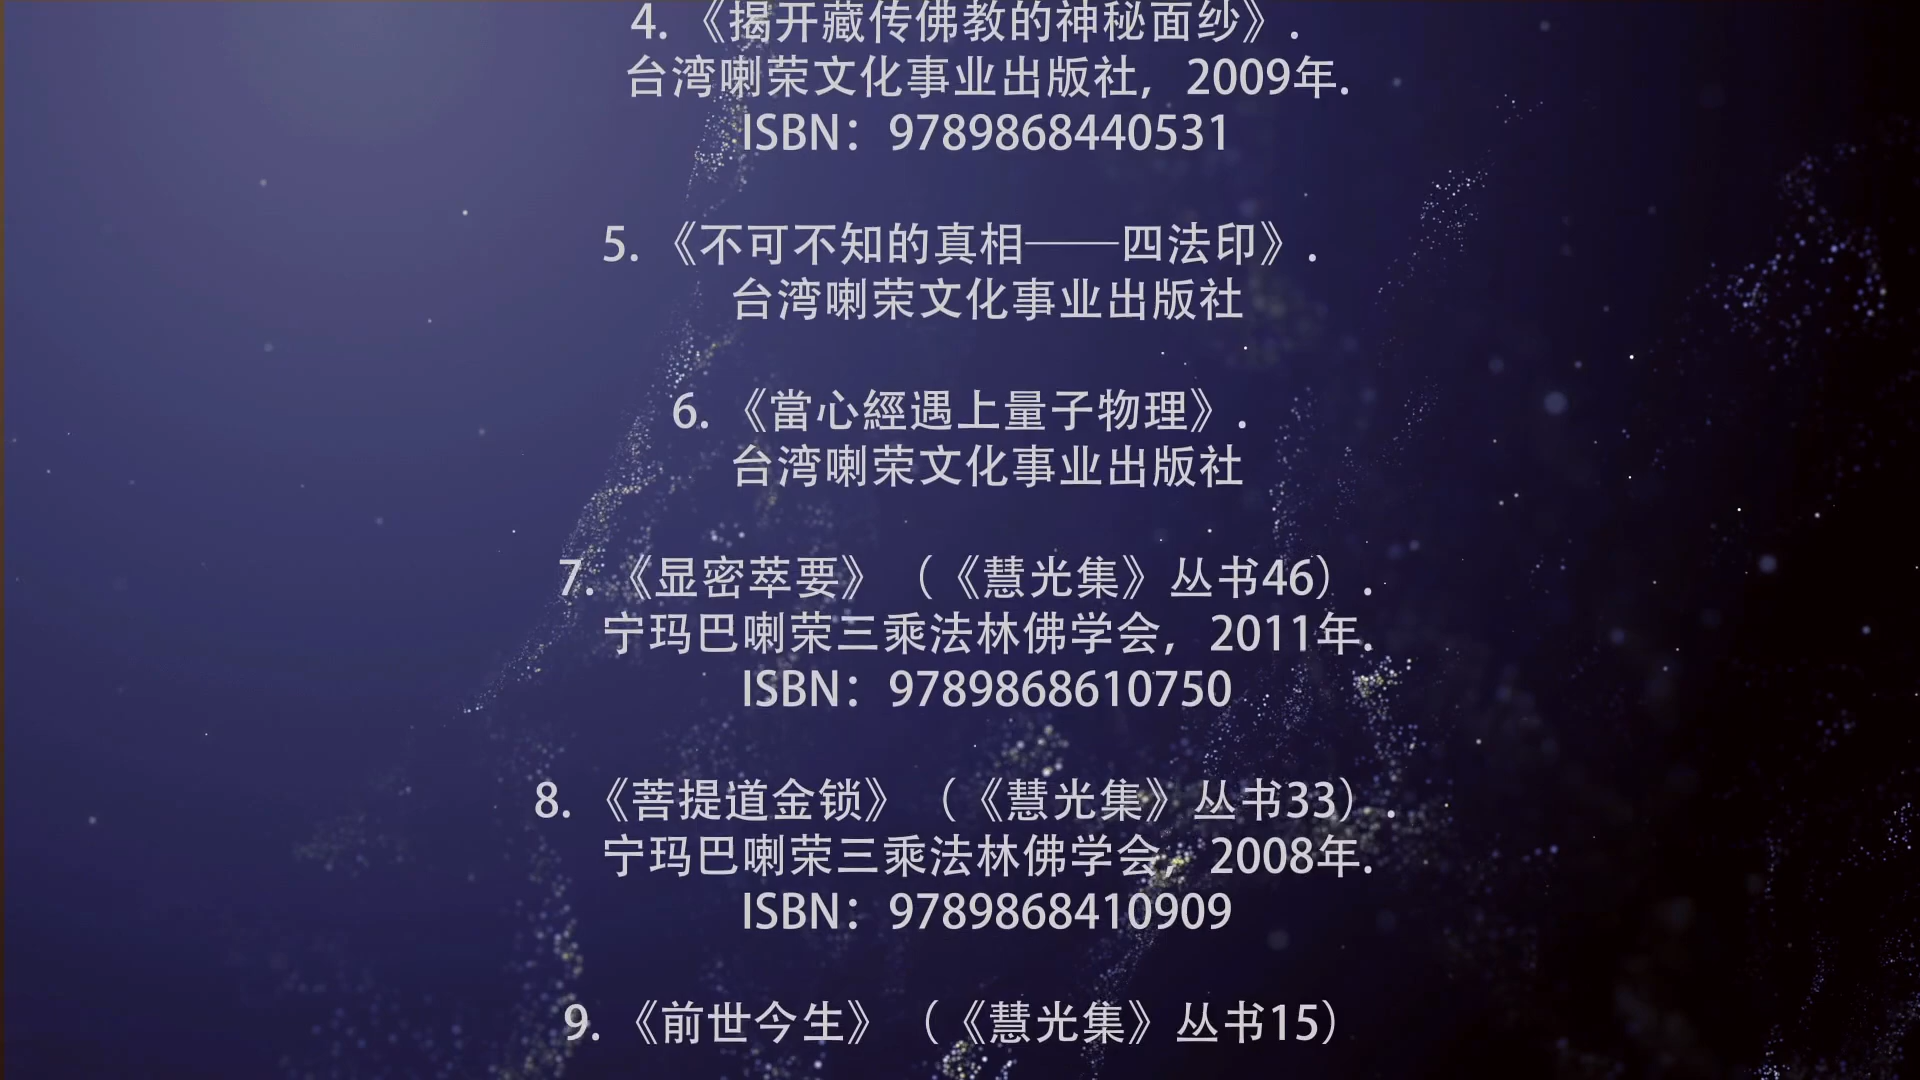 4. 《揭开藏传佛教的神秘面纱》.
台湾喇荣文化事业出版社，2009年.
ISBN：9789868440531
5. 《不可不知的真相——四法印》.
台湾喇荣文化事业出版社
6. 《當心經遇上量子物理》.
台湾喇荣文化事业出版社
7. 《显密萃要》（《慧光集》丛书46）.
宁玛巴喇荣三乘法林佛学会，2011年.
ISBN：9789868610750
8. 《菩提道金锁》（《慧光集》丛书33）.
宁玛巴喇荣三乘法林佛学会，2008年.
ISBN：9789868410909
9. 《前世今生》（《慧光集》丛书15）